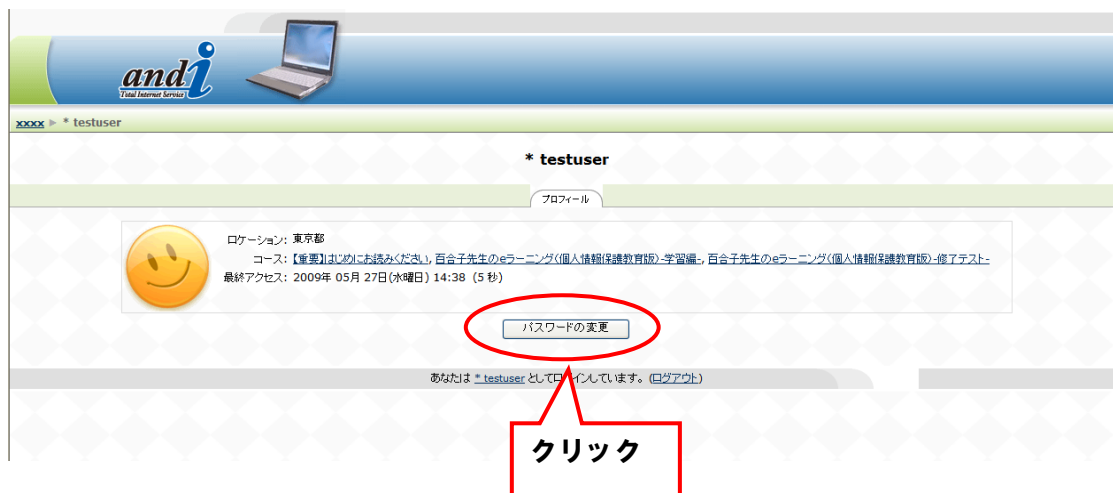 and i
Total Internet Service
xxxx ► * testuser
* testuser
プロフィール
ロケーション: 東京都
コース: 【重要】はじめにお読みください, 百合子先生のeラーニング(個人情報保護教育版)-学習編-, 百合子先生のeラーニング(個人情報保護教育版)-修了テスト-
最終アクセス: 2009年 05月 27日(水曜日) 14:38 (5 秒)
パスワードの変更
あなたは * testuser としてログインしています。(ログアウト)
クリック